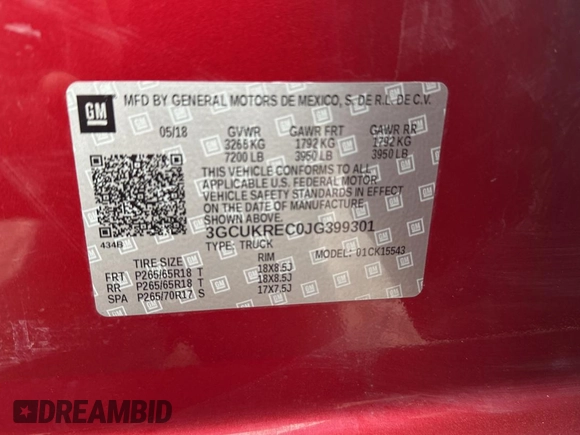 GM
MFD BY GENERAL MOTORS DE MEXICO, S. DE R.L. DE C.V.
05/18 GVWR GAWR FRT GAWR RR
3266 KG 1792 KG 1792 KG
7200 LB 3950 LB 3950 LB
THIS VEHICLE CONFORMS TO ALL
APPLICABLE U.S. FEDERAL MOTOR
VEHICLE SAFETY STANDARDS IN EFFECT
ON THE DATE OF MANUFACTURE
SHOWN ABOVE
3GCUKREC0JG399301
434B TYPE: TRUCK MODEL: 01CK15543
TIRE SIZE RIM
FRT P265/65R18 T 18X8.5J
RR P265/65R18 T 18X8.5J
SPA P265/70R17 S 17X7.5J
DREAMBID